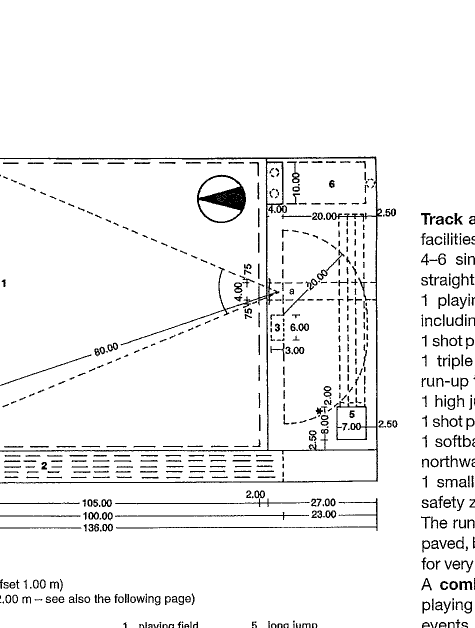 10.00
6
4.00
20.00
2.50
1
75
4.00
75
a
20.00
3
6.00
3.00
80.00
2.00
8.00
2.50
5
7.00
2.50
2
2.00
105.00
27.00
100.00
23.00
136.00
fset 1.00 m)
2.00 m – see also the following page)
1 playing field
5 long jump
Track a
facilities
4–6 sin
straight
1 playin
including
1 shot p
1 triple
run-up
1 high ju
1 shot p
1 softba
northwa
1 small
safety z
The run
paved, b
for very
A comb
playing
events